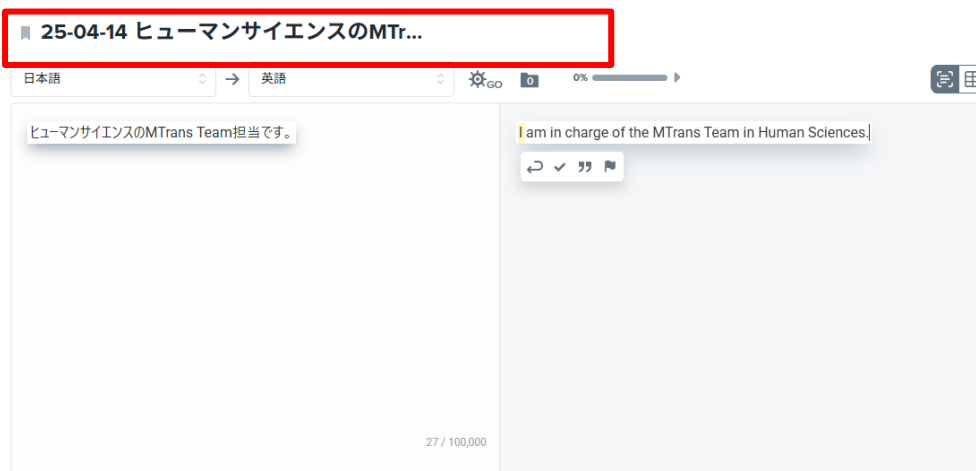 25-04-14 ヒューマンサイエンスのMTr...
日本語 → 英語 GO 0 0%
ヒューマンサイエンスのMTrans Team担当です。
I am in charge of the MTrans Team in Human Sciences.
27 / 100,000